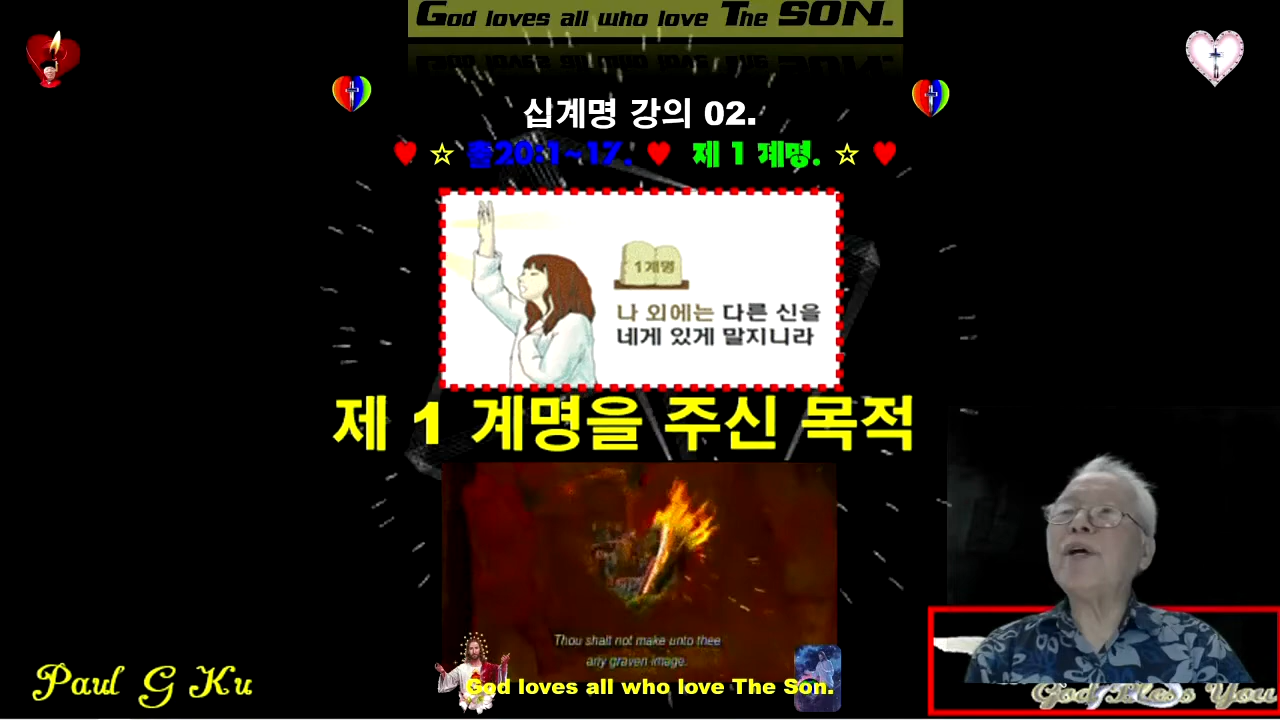 God loves all who love The SON.
십계명 강의 02.
♥ ☆ 출20:1~17. ♥ 제 1 계명. ☆ ♥
1계명
나 외에는 다른 신을
네게 있게 말지니라
제 1 계명을 주신 목적
Thou shalt not make unto thee
any graven image.
God loves all who love The Son.
Paul G Ku
God Bless You